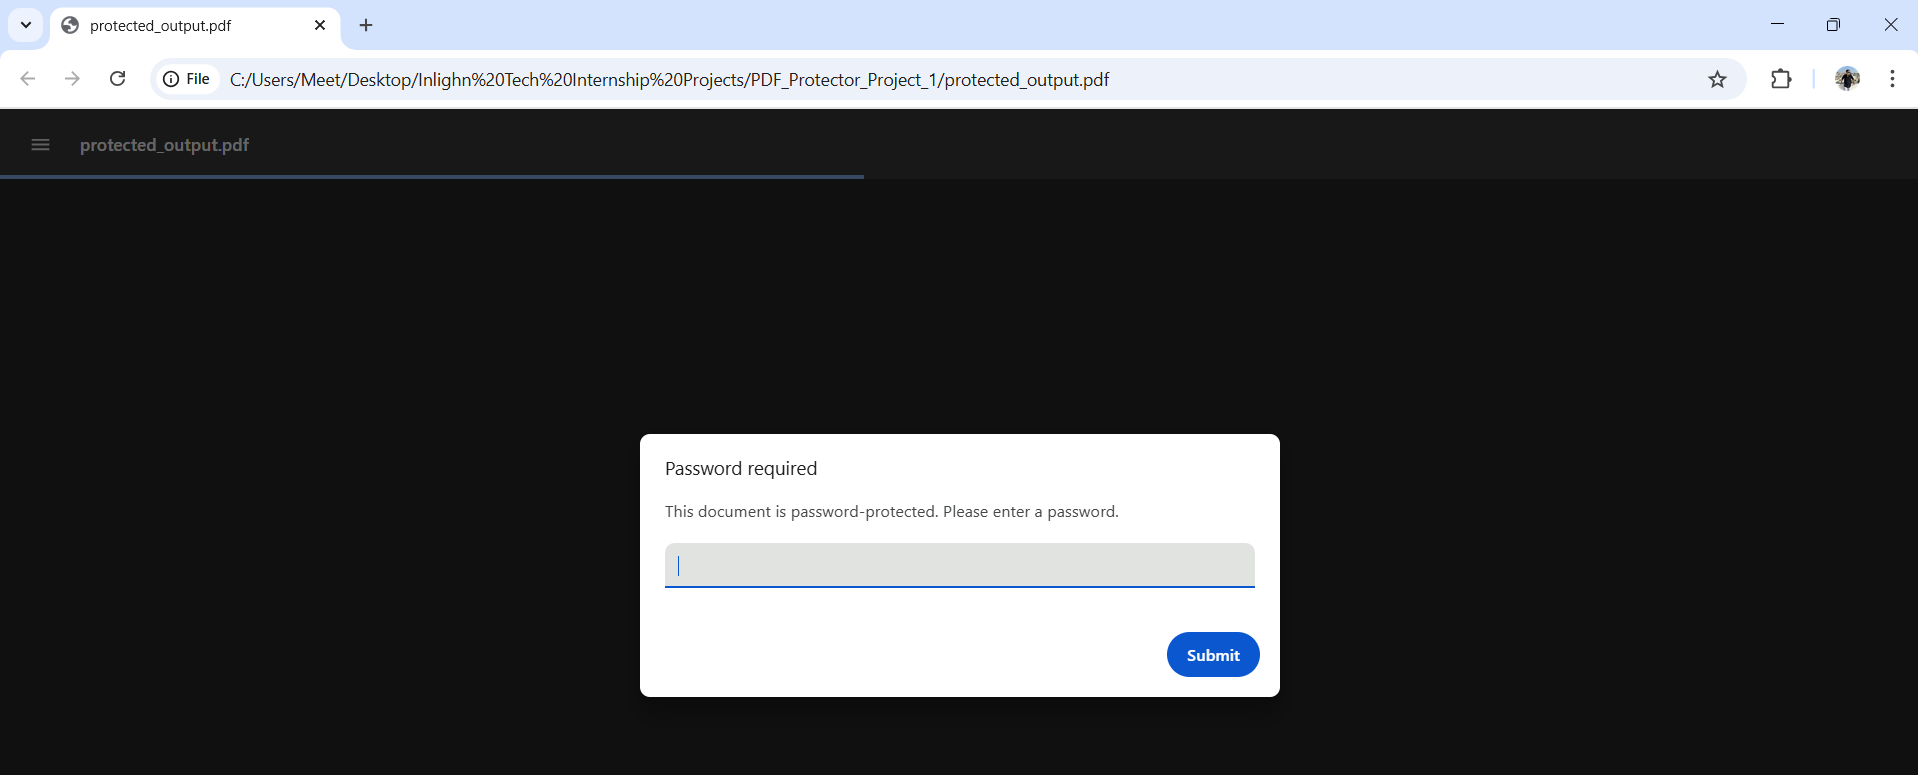 protected_output.pdf
File C:/Users/Meet/Desktop/Inlighn%20Tech%20Internship%20Projects/PDF_Protector_Project_1/protected_output.pdf
protected_output.pdf
Password required
This document is password-protected. Please enter a password.
Submit